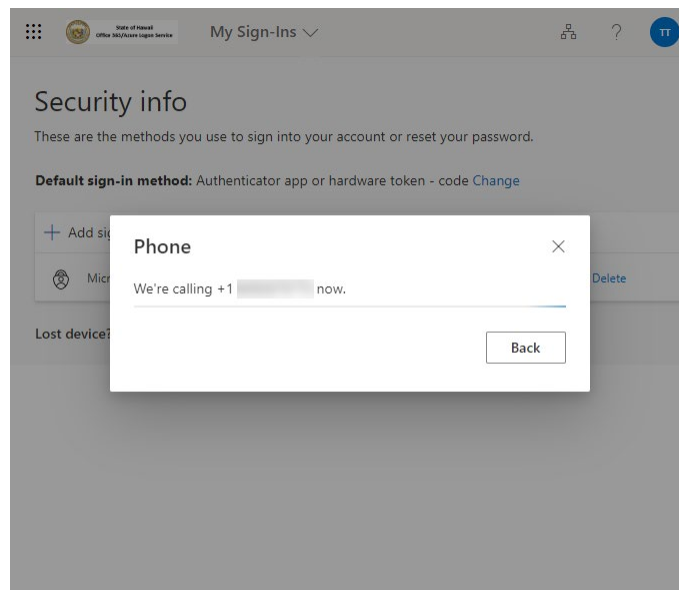 State of Hawaii
Office 365/Azure Logon Service
My Sign-Ins
?
TT
Security info
These are the methods you use to sign into your account or reset your password.
Default sign-in method: Authenticator app or hardware token - code Change
+ Add sig
Phone
Micr
Delete
We're calling +1 now.
Lost device?
Back